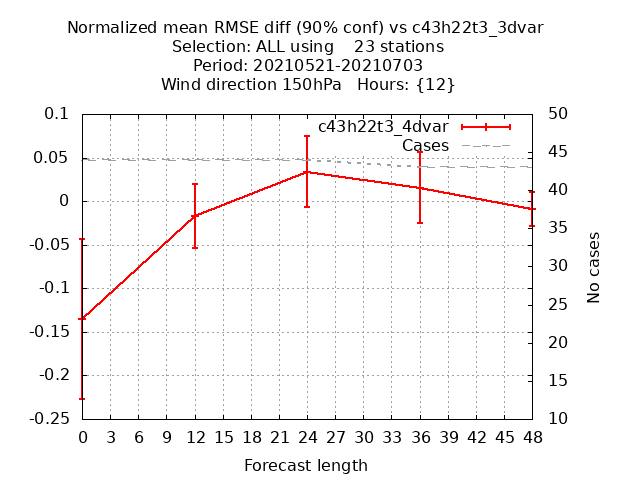 Normalized mean RMSE diff (90% conf) vs c43h22t3_3dvar
Selection: ALL using    23 stations
Period: 20210521-20210703
Wind direction 150hPa   Hours: {12}
c43h22t3_4dvar
Cases
0.1
0.05
0
-0.05
-0.1
-0.15
-0.2
-0.25
50
45
40
35
30
25
20
15
10
No cases
0 3 6 9 12 15 18 21 24 27 30 33 36 39 42 45 48
Forecast length